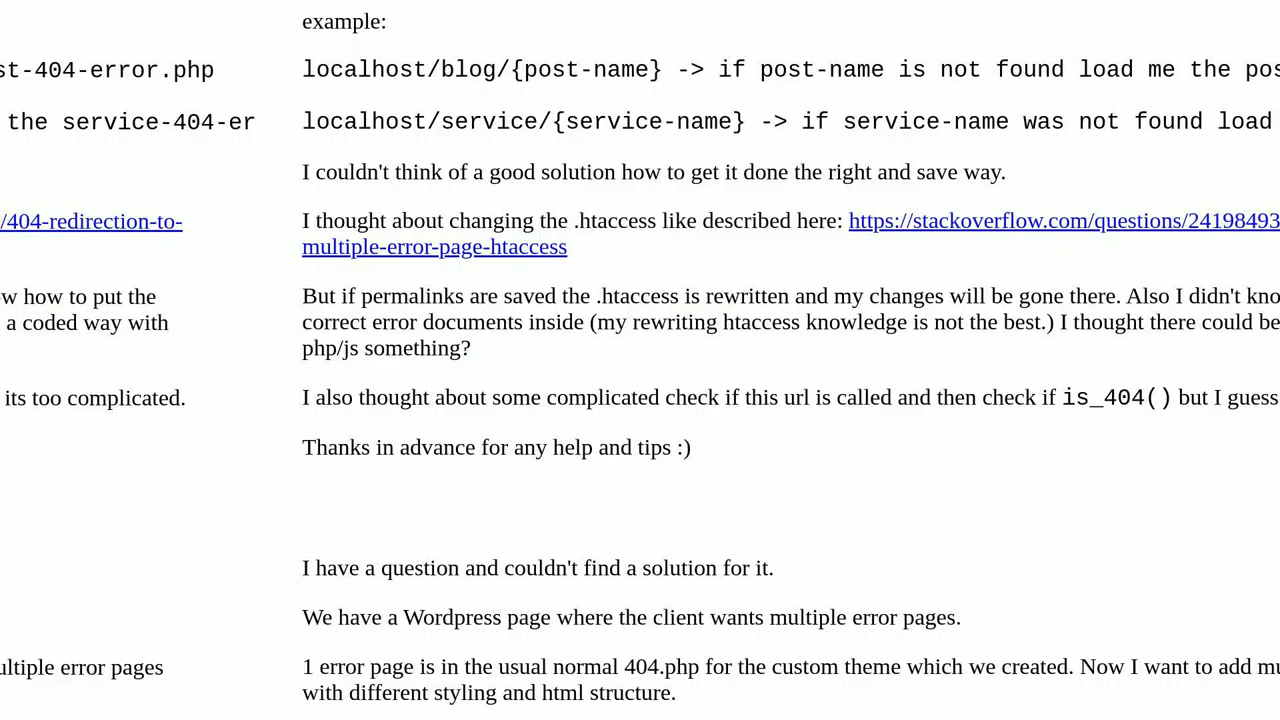 example:
st-404-error.php
localhost/blog/{post-name} -> if post-name is not found load me the pos
the service-404-er
localhost/service/{service-name} -> if service-name was not found load
I couldn't think of a good solution how to get it done the right and save way.
/404-redirection-to-
I thought about changing the .htaccess like described here: https://stackoverflow.com/questions/24198493
multiple-error-page-htaccess
w how to put the
But if permalinks are saved the .htaccess is rewritten and my changes will be gone there. Also I didn't kno
a coded way with
correct error documents inside (my rewriting htaccess knowledge is not the best.) I thought there could be
php/js something?
its too complicated.
I also thought about some complicated check if this url is called and then check if is_404() but I guess
Thanks in advance for any help and tips :)
I have a question and couldn't find a solution for it.
We have a Wordpress page where the client wants multiple error pages.
ultiple error pages
1 error page is in the usual normal 404.php for the custom theme which we created. Now I want to add mu
with different styling and html structure.